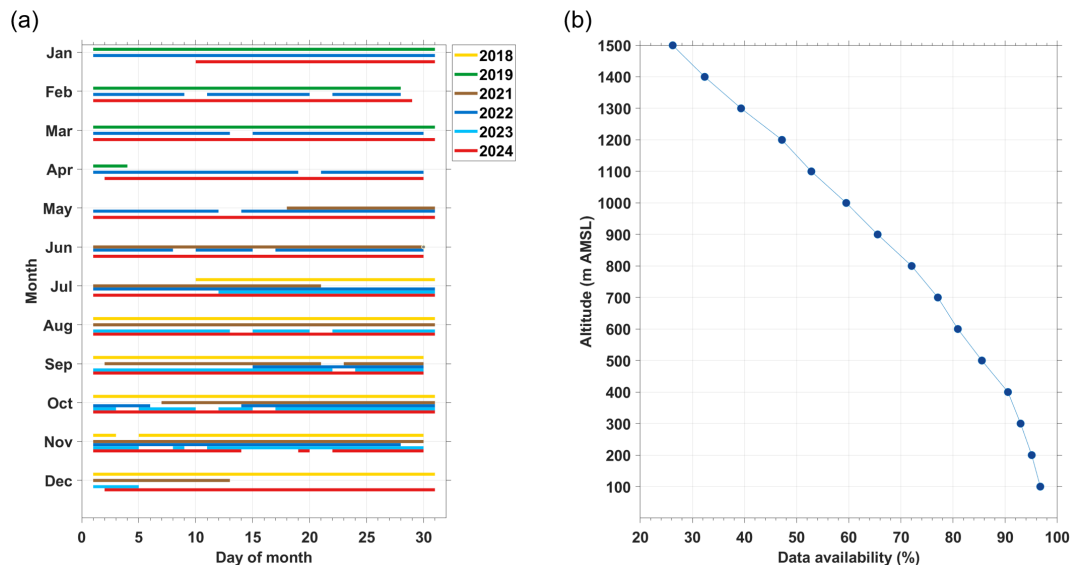 (a)
Month
Jan
Feb
Mar
Apr
May
Jun
Jul
Aug
Sep
Oct
Nov
Dec
0 5 10 15 20 25 30
Day of month
2018
2019
2021
2022
2023
2024
(b)
Altitude (m AMSL)
1500
1400
1300
1200
1100
1000
900
800
700
600
500
400
300
200
100
20 30 40 50 60 70 80 90 100
Data availability (%)